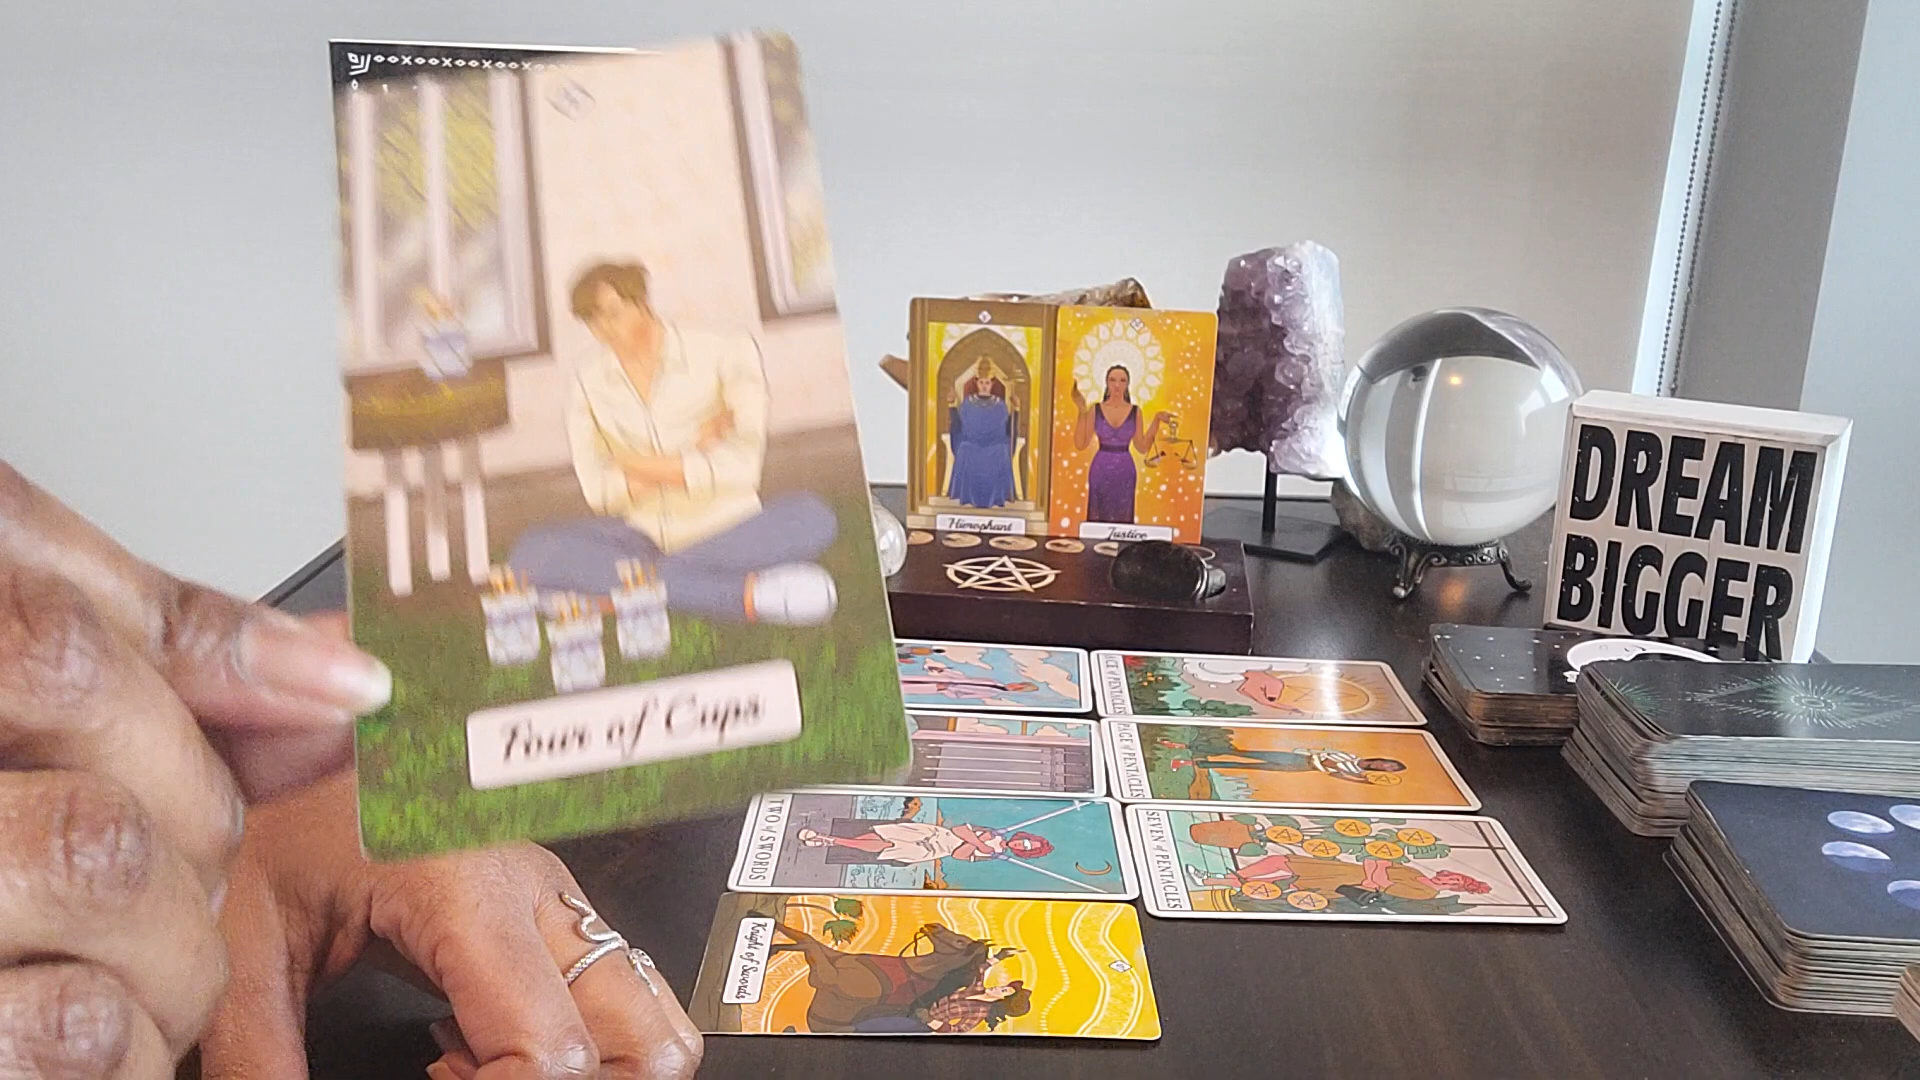 Four of Cups
Hierophant
Justice
DREAM
BIGGER
ACE of PENTACLES
PAGE of PENTACLES
TWO of SWORDS
SEVEN of PENTACLES
Knight of Swords